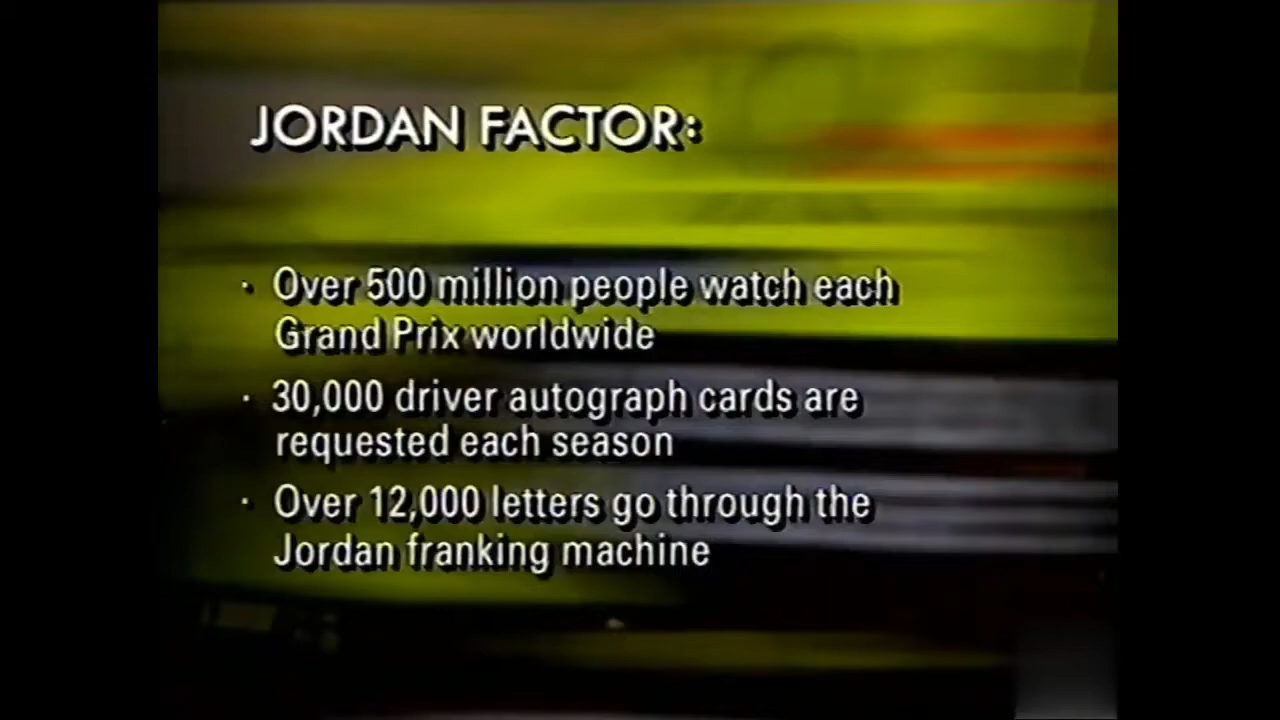 JORDAN FACTOR:
· Over 500 million people watch each
Grand Prix worldwide
· 30,000 driver autograph cards are
requested each season
· Over 12,000 letters go through the
Jordan franking machine